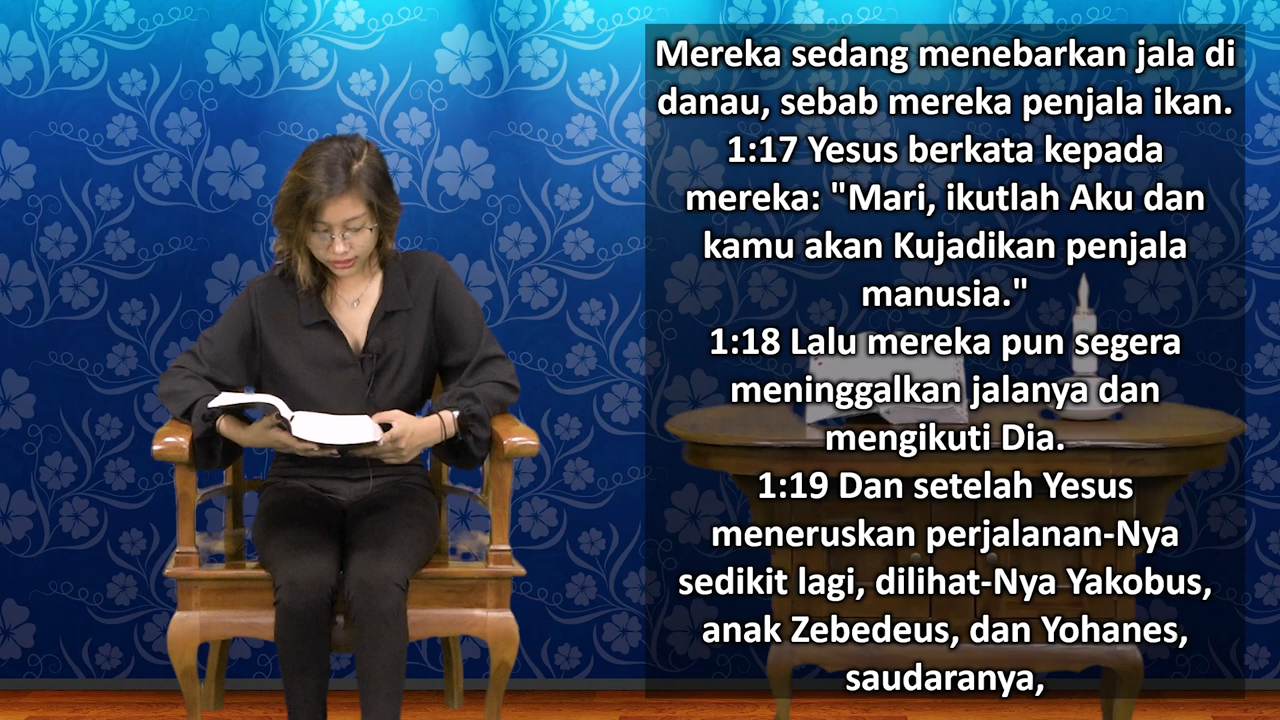 Mereka sedang menebarkan jala di
danau, sebab mereka penjala ikan.
1:17 Yesus berkata kepada
mereka: "Mari, ikutlah Aku dan
kamu akan Kujadikan penjala
manusia."
1:18 Lalu mereka pun segera
meninggalkan jalanya dan
mengikuti Dia.
1:19 Dan setelah Yesus
meneruskan perjalanan-Nya
sedikit lagi, dilihat-Nya Yakobus,
anak Zebedeus, dan Yohanes,
saudaranya,